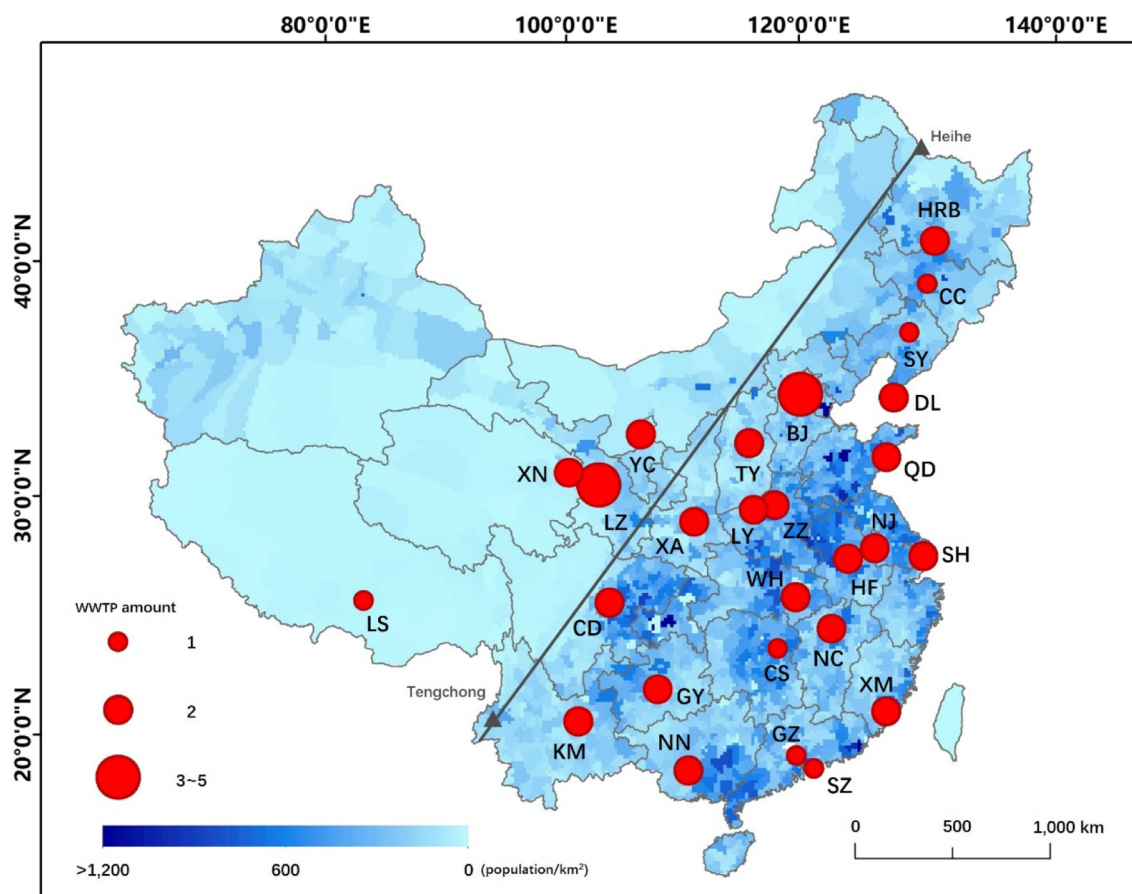 80°0'0"E 100°0'0"E 120°0'0"E 140°0'0"E
Heihe
HRB
40°0'0"N
CC
SY
DL
BJ
YC
TY
QD
XN
30°0'0"N
LZ
LY
ZZ
NJ
XA
SH
WH
HF
WWTP amount
1
LS
CD
NC
CS
Tengchong
GY
XM
2
20°0'0"N
KM
NN
GZ
SZ
3~5
0 500 1,000 km
>1,200 600 0 (population/km²)